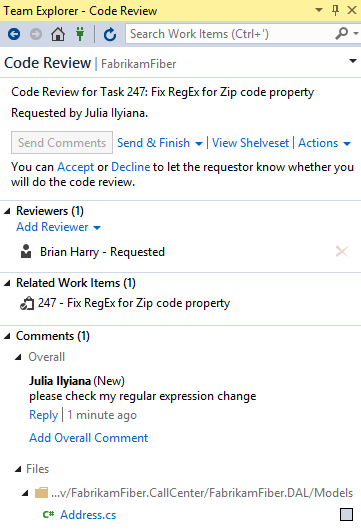 Team Explorer - Code Review
Search Work Items (Ctrl+')
Code Review | FabrikamFiber
Code Review for Task 247: Fix RegEx for Zip code property
Requested by Julia Ilyiana.
Send Comments Send & Finish | View Shelveset | Actions
You can Accept or Decline to let the requestor know whether you
will do the code review.
Reviewers (1)
Add Reviewer
Brian Harry - Requested
Related Work Items (1)
247 - Fix RegEx for Zip code property
Comments (1)
Overall
Julia Ilyiana (New)
please check my regular expression change
Reply | 1 minute ago
Add Overall Comment
Files
...v/FabrikamFiber.CallCenter/FabrikamFiber.DAL/Models
C# Address.cs